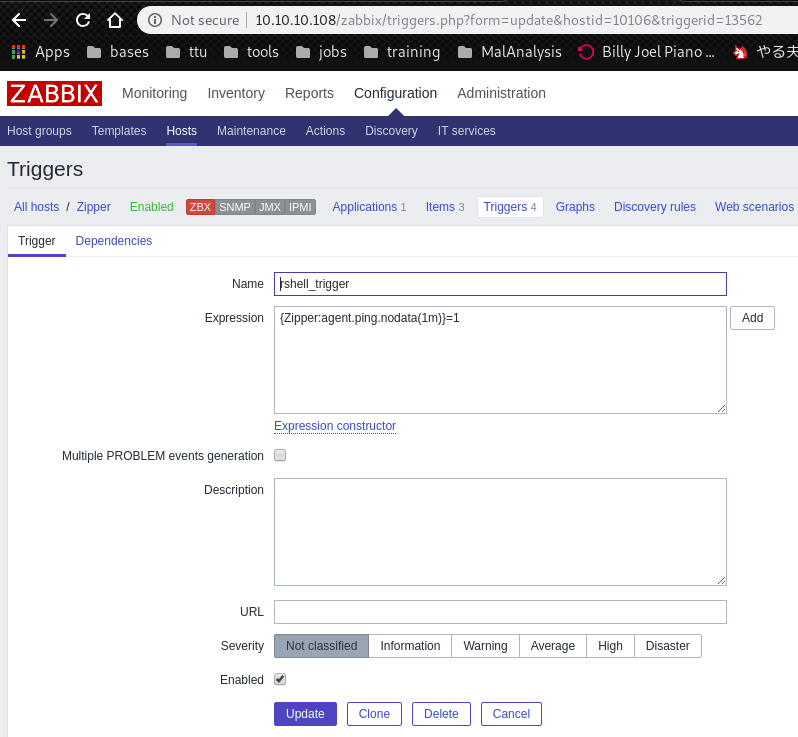 Not secure | 10.10.10.108/zabbix/triggers.php?form=update&hostid=10106&triggerid=13562
Apps bases ttu tools jobs training MalAnalysis Billy Joel Piano ... やる夫
ZABBIX Monitoring Inventory Reports Configuration Administration
Host groups Templates Hosts Maintenance Actions Discovery IT services
Triggers
All hosts / Zipper Enabled ZBX SNMP JMX IPMI Applications 1 Items 3 Triggers 4 Graphs Discovery rules Web scenarios
Trigger Dependencies
Name rshell_trigger
Expression {Zipper:agent.ping.nodata(1m)}=1 Add
Expression constructor
Multiple PROBLEM events generation
Description
URL
Severity Not classified Information Warning Average High Disaster
Enabled
Update Clone Delete Cancel